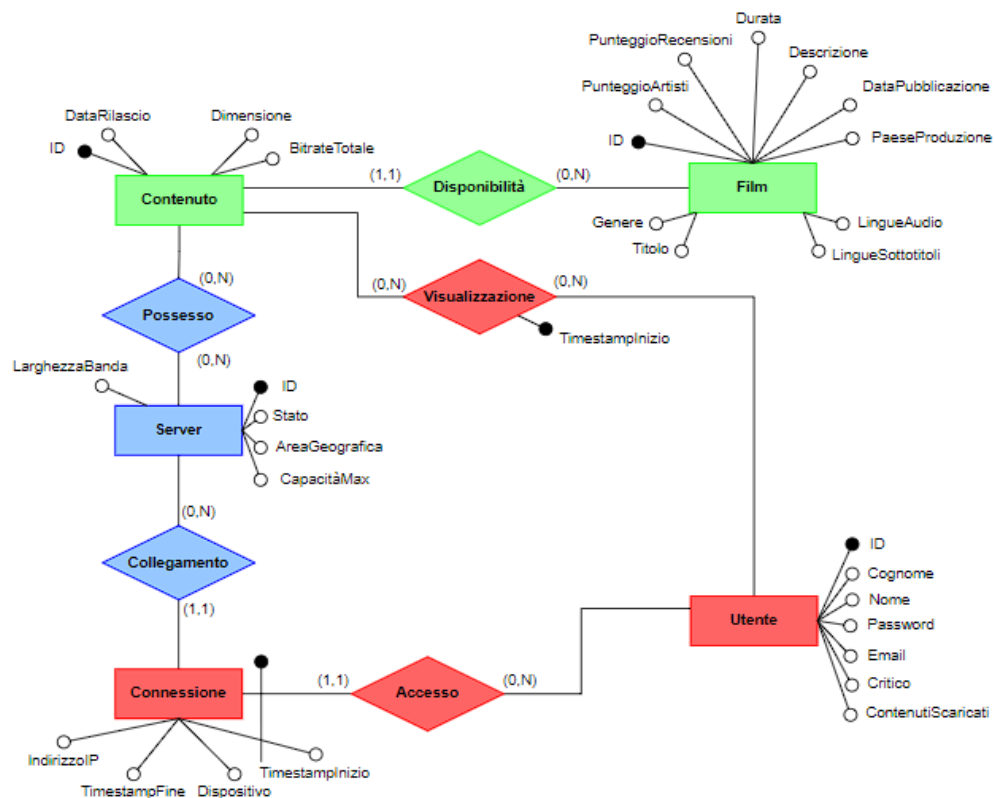 Durata
PunteggioRecensioni
Descrizione
PunteggioArtisti
DataPubblicazione
DataRilascio
Dimensione
ID
BitrateTotale
ID
PaeseProduzione
Contenuto
(1,1)
Disponibilità
(0,N)
Film
Genere
LingueAudio
Titolo
LingueSottotitoli
(0,N)
(0,N)
Visualizzazione
(0,N)
Possesso
TimestampInizio
(0,N)
LarghezzaBanda
ID
Stato
Server
AreaGeografica
CapacitàMax
(0,N)
Collegamento
(1,1)
ID
Cognome
Nome
Utente
Password
Email
Critico
ContenutiScaricati
Connessione
(1,1)
Accesso
(0,N)
IndirizzoIP
TimestampInizio
TimestampFine
Dispositivo